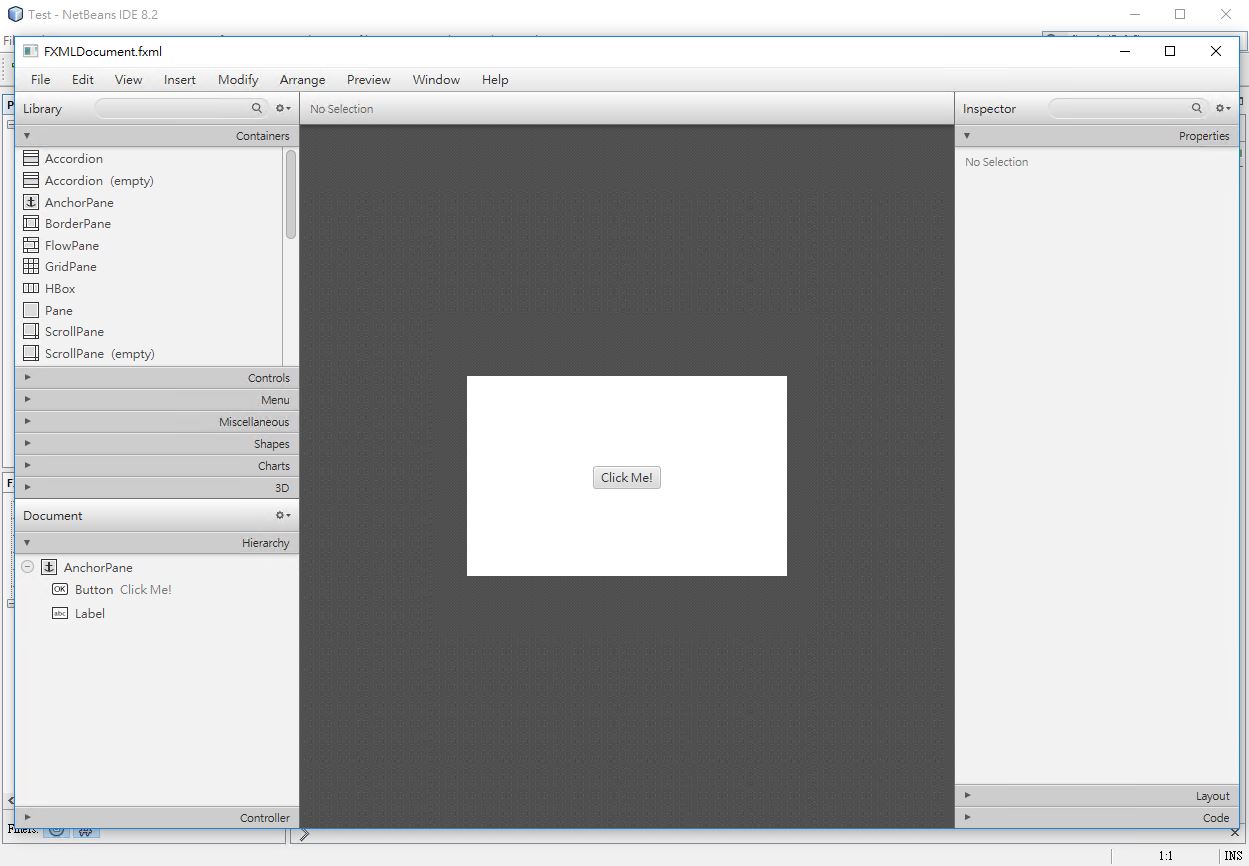 Test - NetBeans IDE 8.2
FXMLDocument.fxml
File Edit View Insert Modify Arrange Preview Window Help
Library
No Selection
Inspector
Containers
Properties
Accordion
Accordion (empty)
AnchorPane
BorderPane
FlowPane
GridPane
HBox
Pane
ScrollPane
ScrollPane (empty)
No Selection
Controls
Menu
Miscellaneous
Shapes
Charts
3D
Click Me!
Document
Hierarchy
AnchorPane
OK Button Click Me!
abc Label
Layout
Controller
Code
1:1 INS